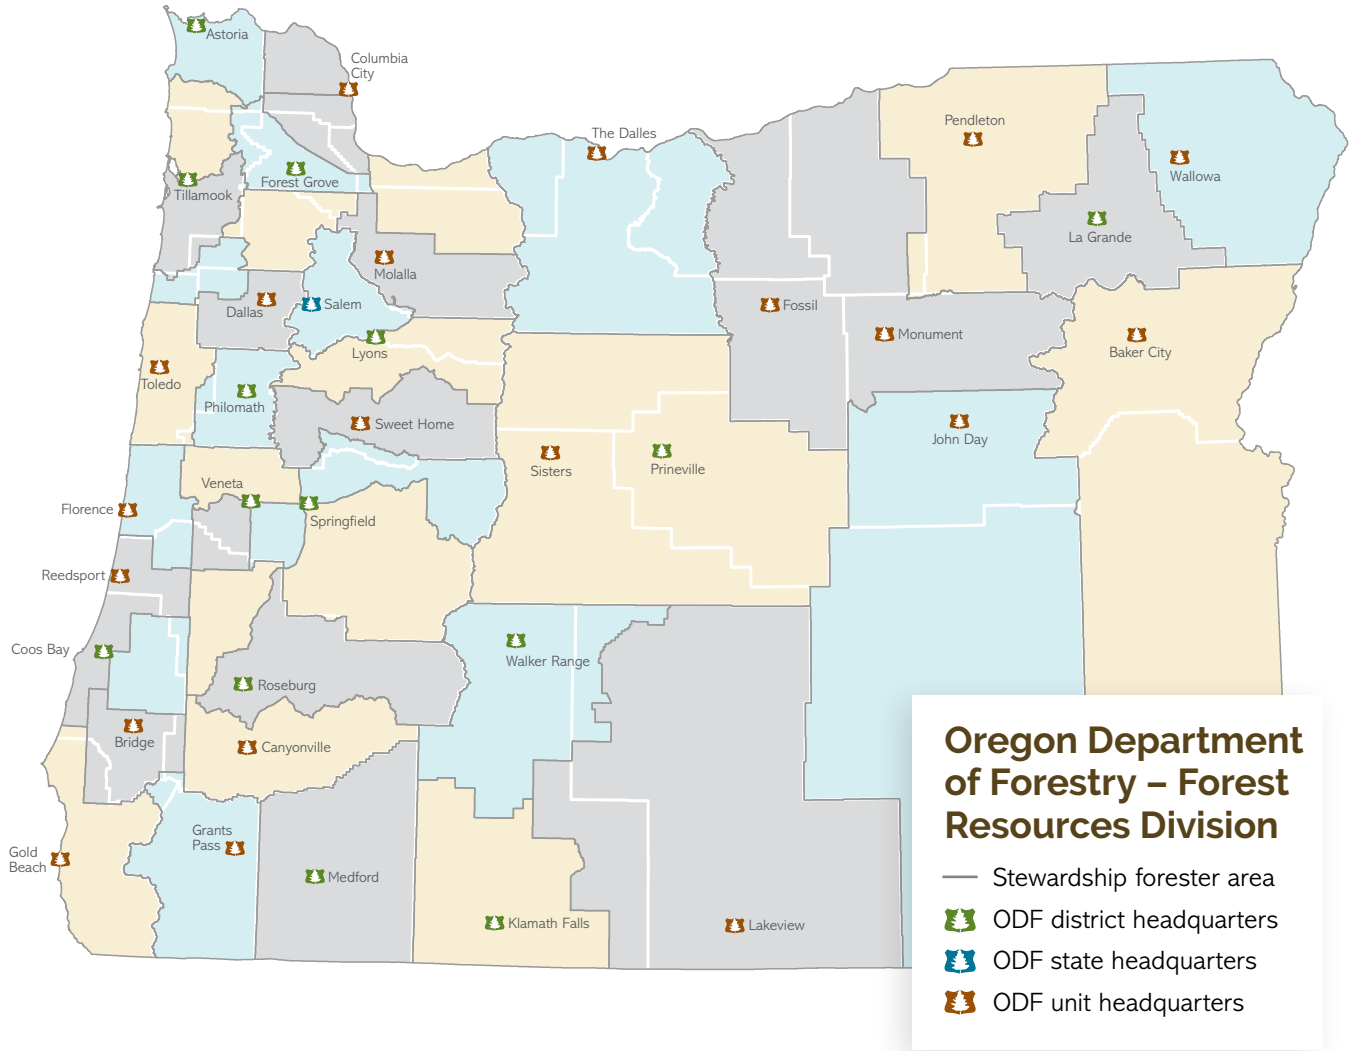 Astoria
Columbia
City
The Dalles
Pendleton
Wallowa
Forest Grove
Tillamook
La Grande
Molalla
Dallas
Salem
Fossil
Monument
Baker City
Lyons
Toledo
Philomath
Sweet Home
John Day
Sisters
Prineville
Veneta
Florence
Springfield
Reedsport
Coos Bay
Walker Range
Roseburg
Bridge
Canyonville
Grants
Pass
Gold
Beach
Medford
Klamath Falls
Lakeview
Oregon Department
of Forestry – Forest
Resources Division
Stewardship forester area
ODF district headquarters
ODF state headquarters
ODF unit headquarters